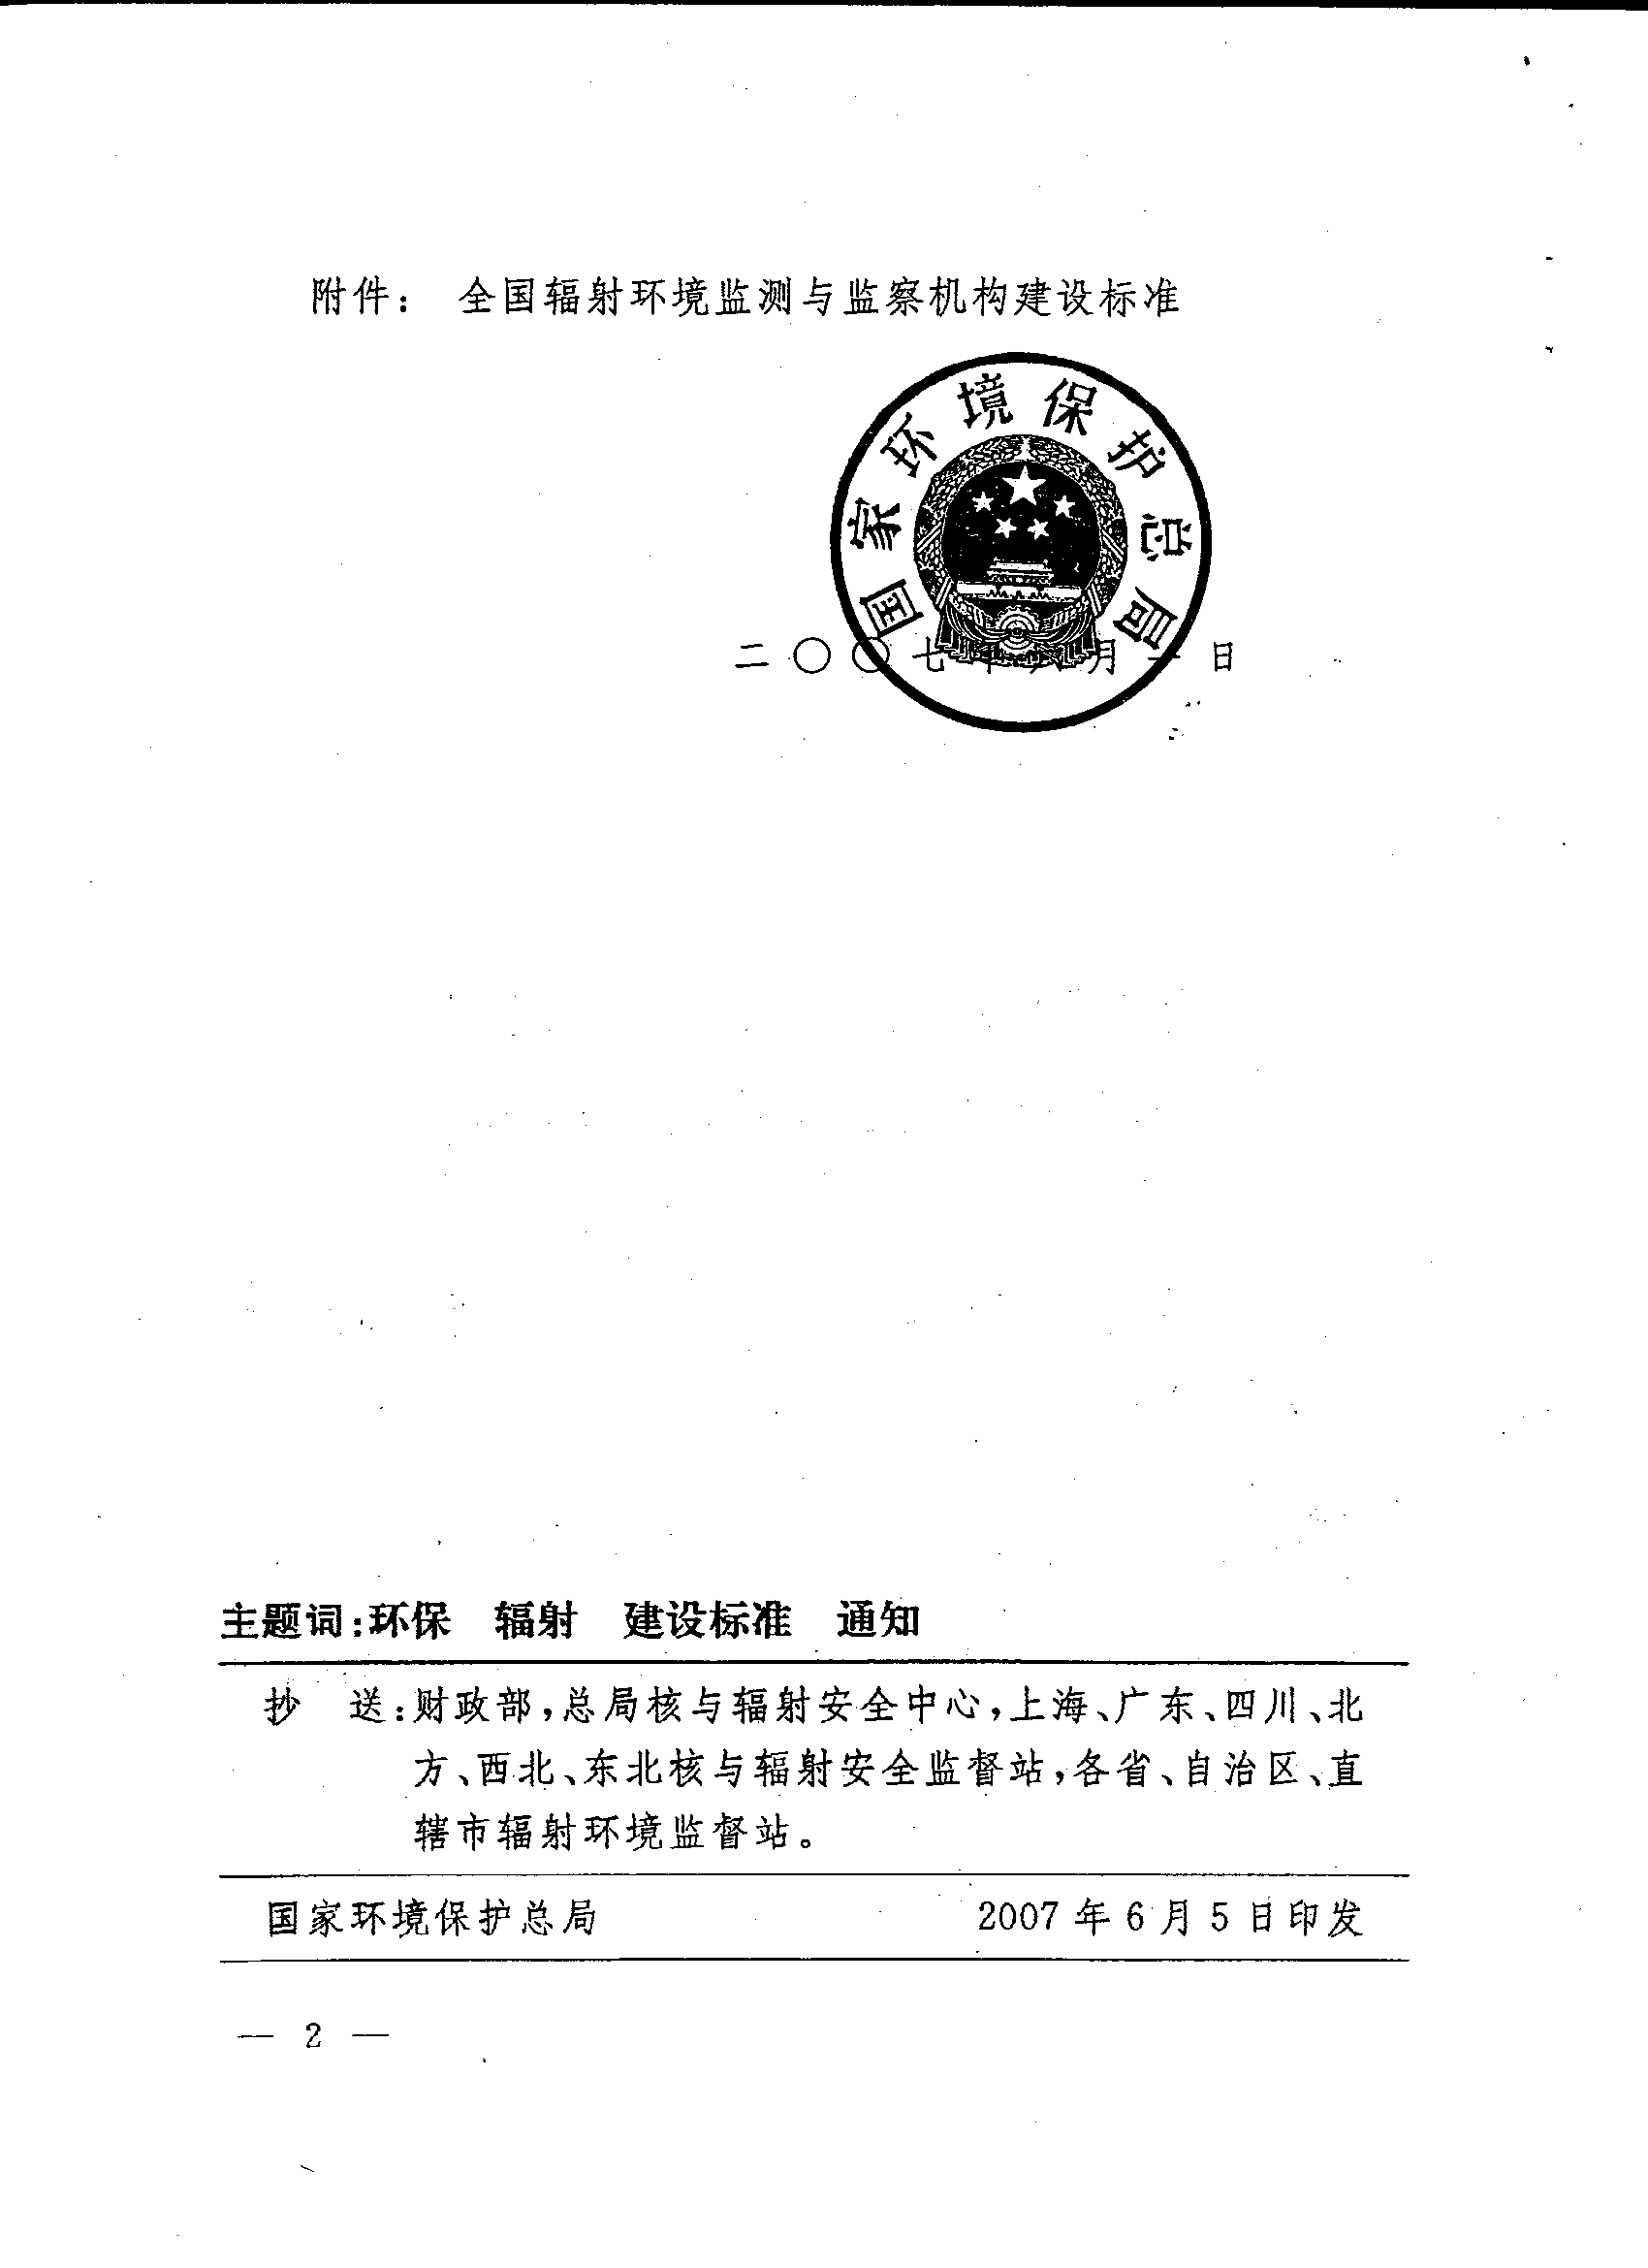 附件： 全国辐射环境监测与监察机构建设标准
国家环境保护总局
二〇〇七年六月一日
主题词:环保 辐射 建设标准 通知
抄 送:财政部,总局核与辐射安全中心,上海、广东、四川、北
方、西北、东北核与辐射安全监督站,各省、自治区、直
辖市辐射环境监督站。
国家环境保护总局 2007年6月5日印发
— 2 —